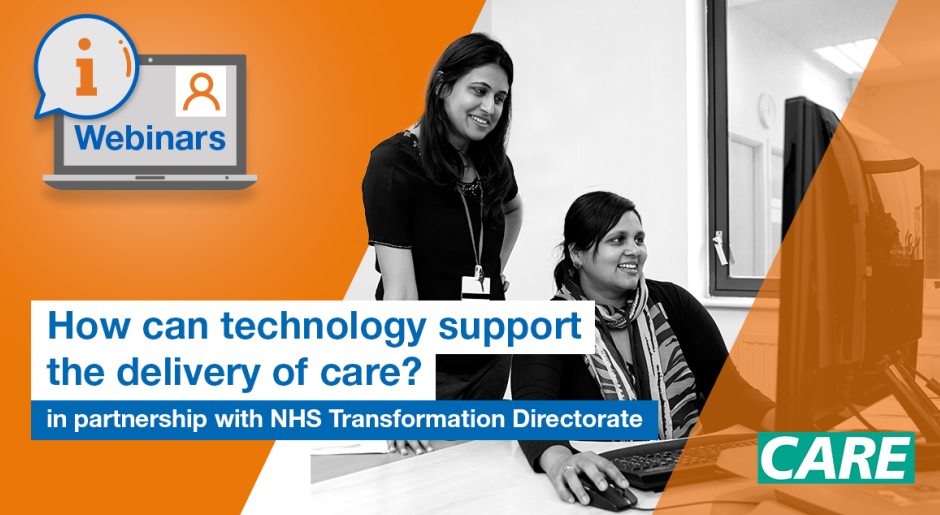 i
Webinars
How can technology support
the delivery of care?
in partnership with NHS Transformation Directorate
CARE